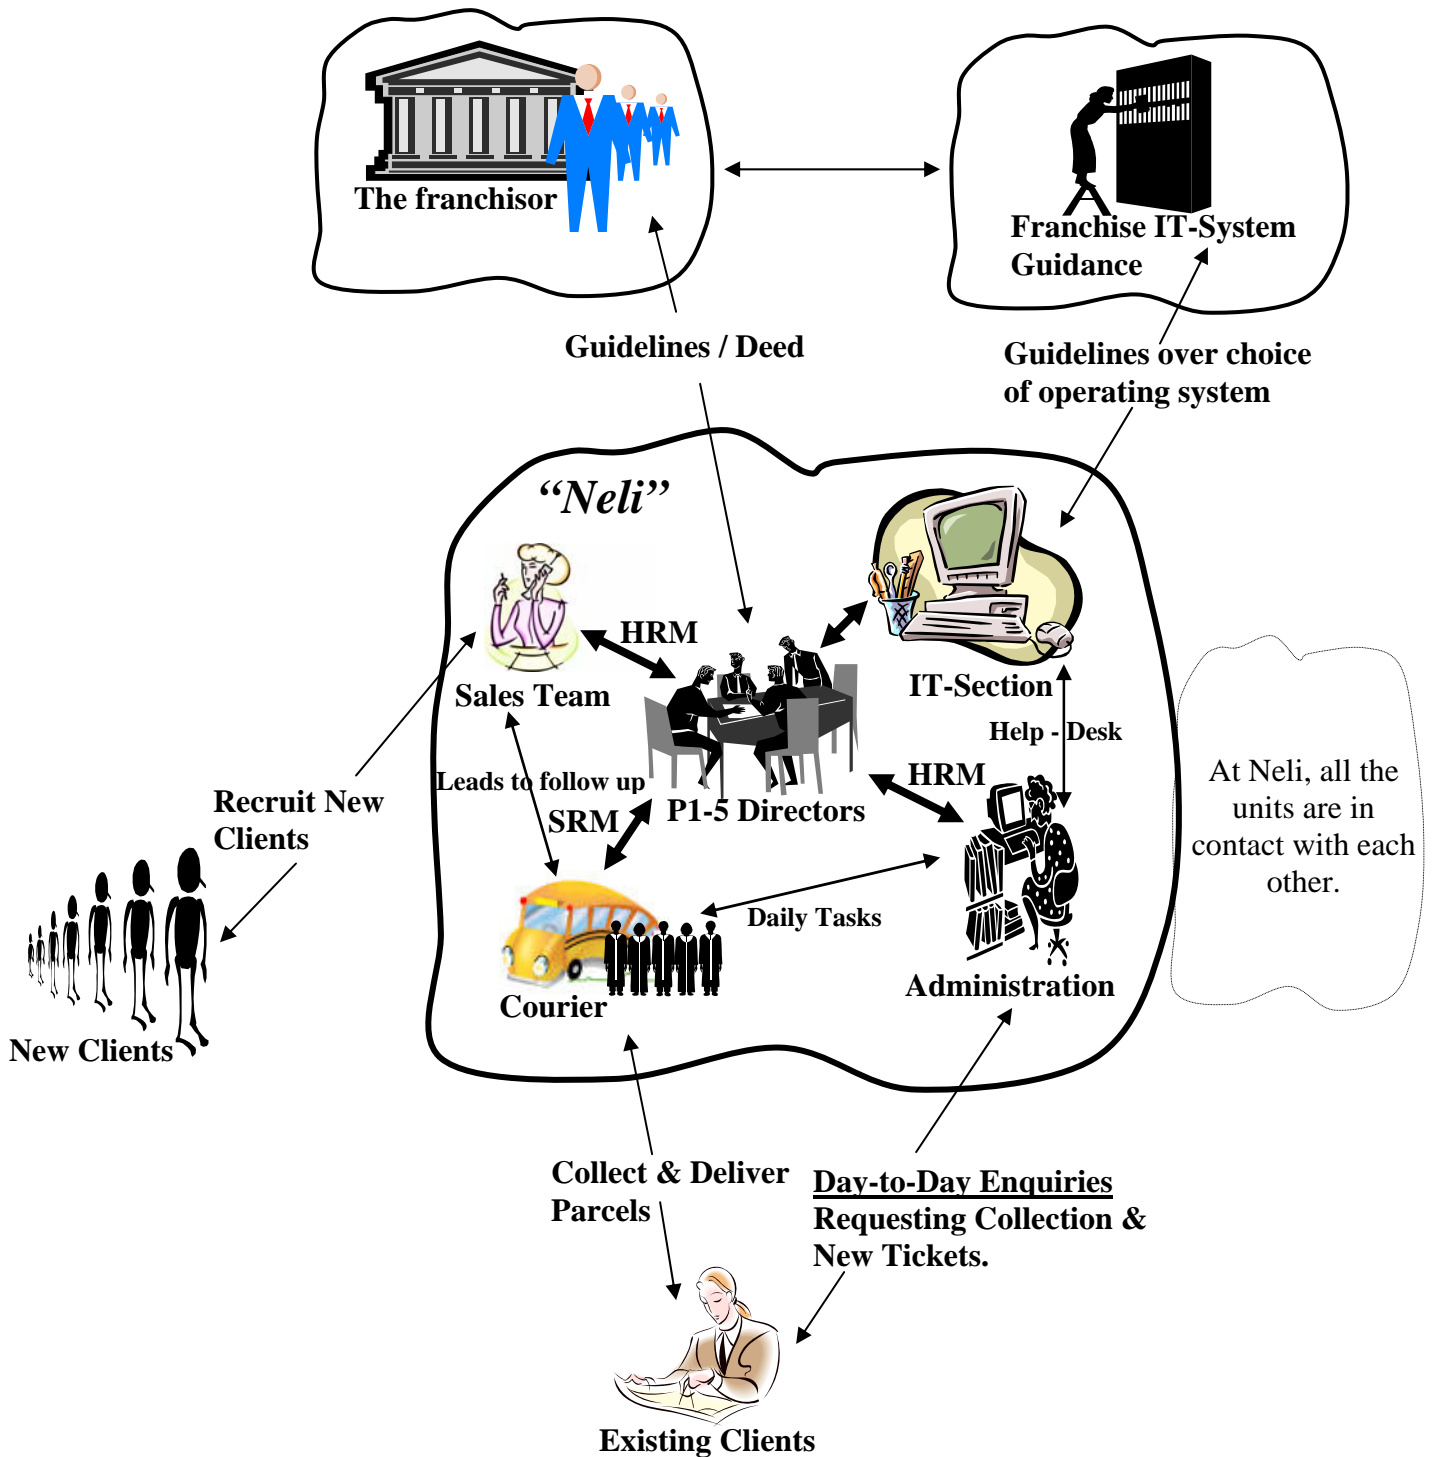 The franchisor
Franchise IT-System
Guidance
Guidelines / Deed
Guidelines over choice
of operating system
“Neli”
HRM
Sales Team
IT-Section
Help - Desk
Leads to follow up
HRM
SRM
P1-5 Directors
Recruit New
Clients
At Neli, all the
units are in
contact with each
other.
Daily Tasks
Courier
Administration
New Clients
Collect & Deliver
Parcels
Day-to-Day Enquiries
Requesting Collection &
New Tickets.
Existing Clients